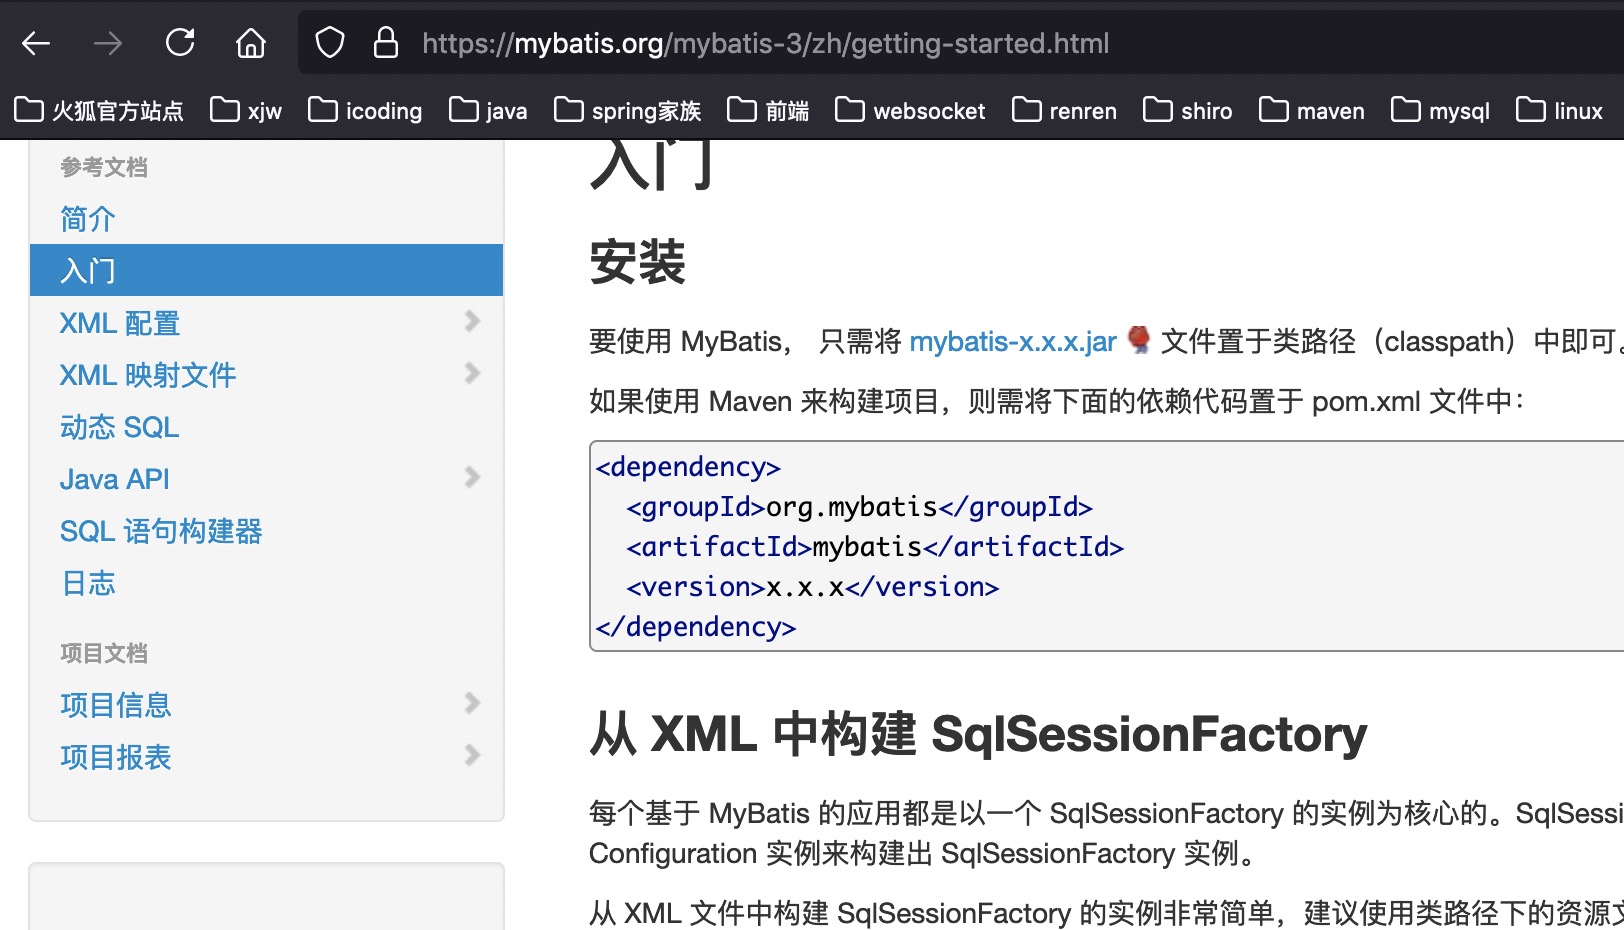 https://mybatis.org/mybatis-3/zh/getting-started.html
火狐官方站点 xjw icoding java spring家族 前端 websocket renren shiro maven mysql linux
参考文档
简介
入门
XML 配置
XML 映射文件
动态 SQL
Java API
SQL 语句构建器
日志
项目文档
项目信息
项目报表
入门
安装
要使用 MyBatis， 只需将 mybatis-x.x.x.jar 文件置于类路径（classpath）中即可。
如果使用 Maven 来构建项目，则需将下面的依赖代码置于 pom.xml 文件中：
<dependency>
  <groupId>org.mybatis</groupId>
  <artifactId>mybatis</artifactId>
  <version>x.x.x</version>
</dependency>
从 XML 中构建 SqlSessionFactory
每个基于 MyBatis 的应用都是以一个 SqlSessionFactory 的实例为核心的。SqlSessi
Configuration 实例来构建出 SqlSessionFactory 实例。
从 XML 文件中构建 SqlSessionFactory 的实例非常简单，建议使用类路径下的资源文